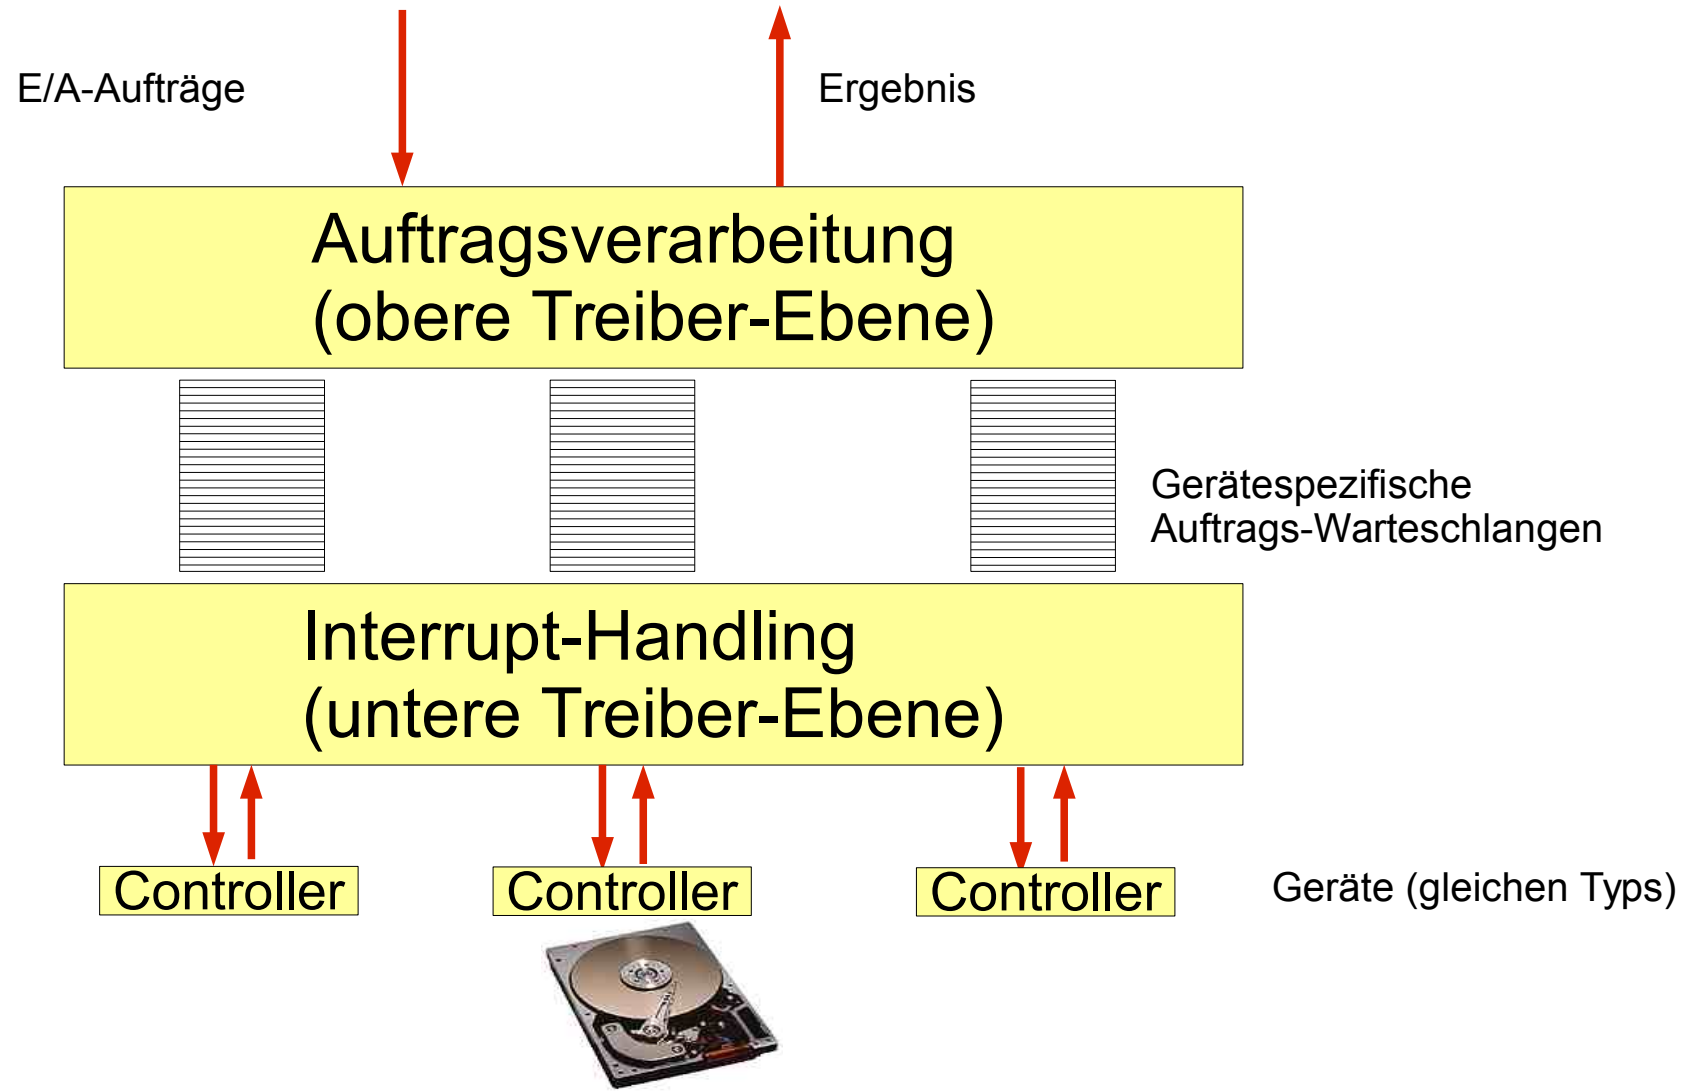 E/A-Aufträge
Ergebnis
Auftragsverarbeitung
(obere Treiber-Ebene)
Gerätespezifische
Auftrags-Warteschlangen
Interrupt-Handling
(untere Treiber-Ebene)
Controller
Controller
Controller
Geräte (gleichen Typs)